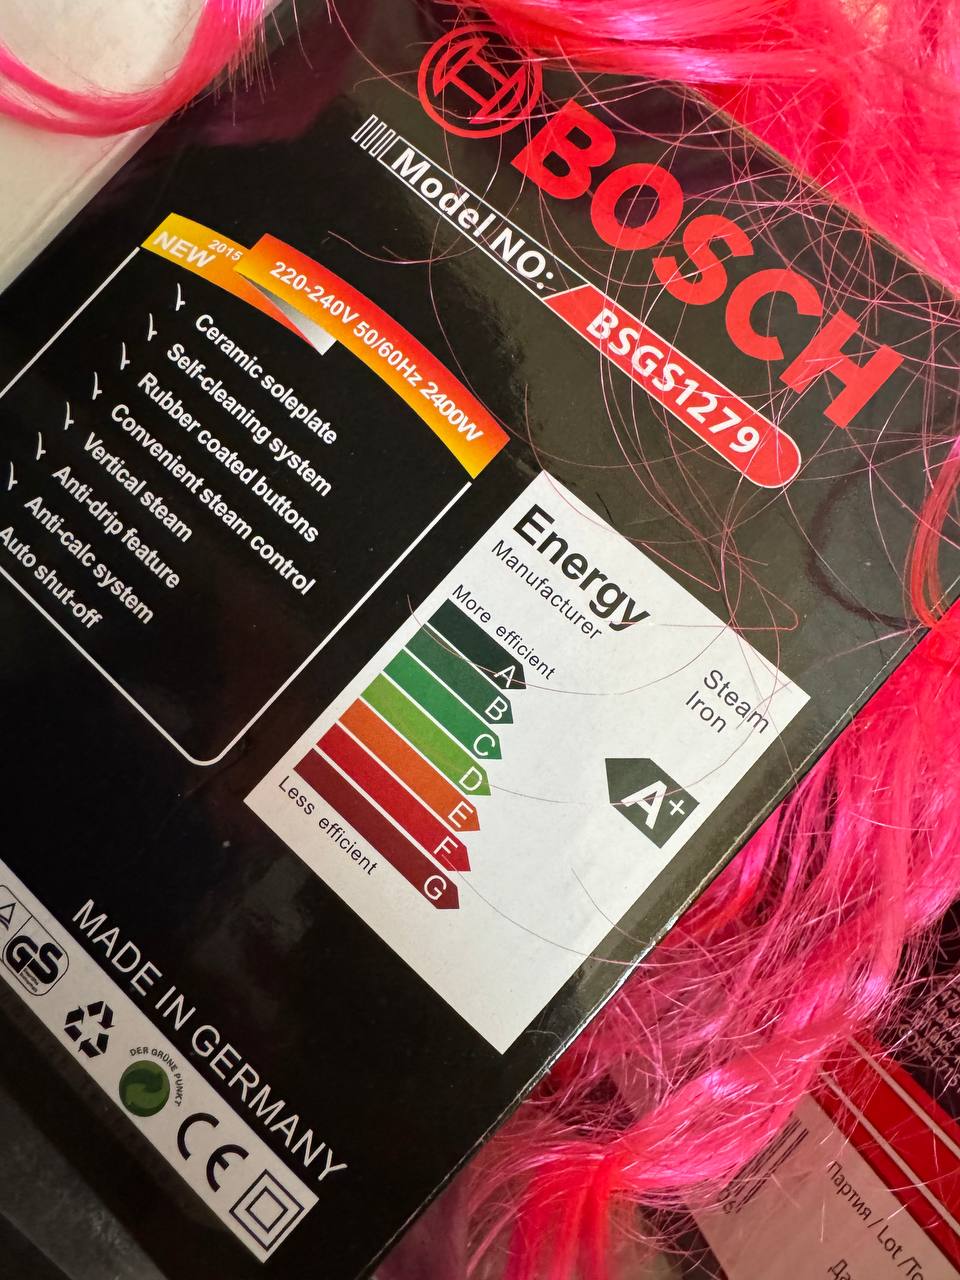 BOSCH
Model NO: BSGS1279
NEW 2015
220-240V 50/60Hz 2400W
Ceramic soleplate
Self-cleaning system
Rubber coated buttons
Convenient steam control
Vertical steam
Anti-drip feature
Anti-calc system
Auto shut-off
Energy
Manufacturer
Steam
Iron
More efficient
A
B
C
D
E
F
G
Less efficient
A+
MADE IN GERMANY
GS
DER GRÜNE PUNKT
CE
Партия / Lot /